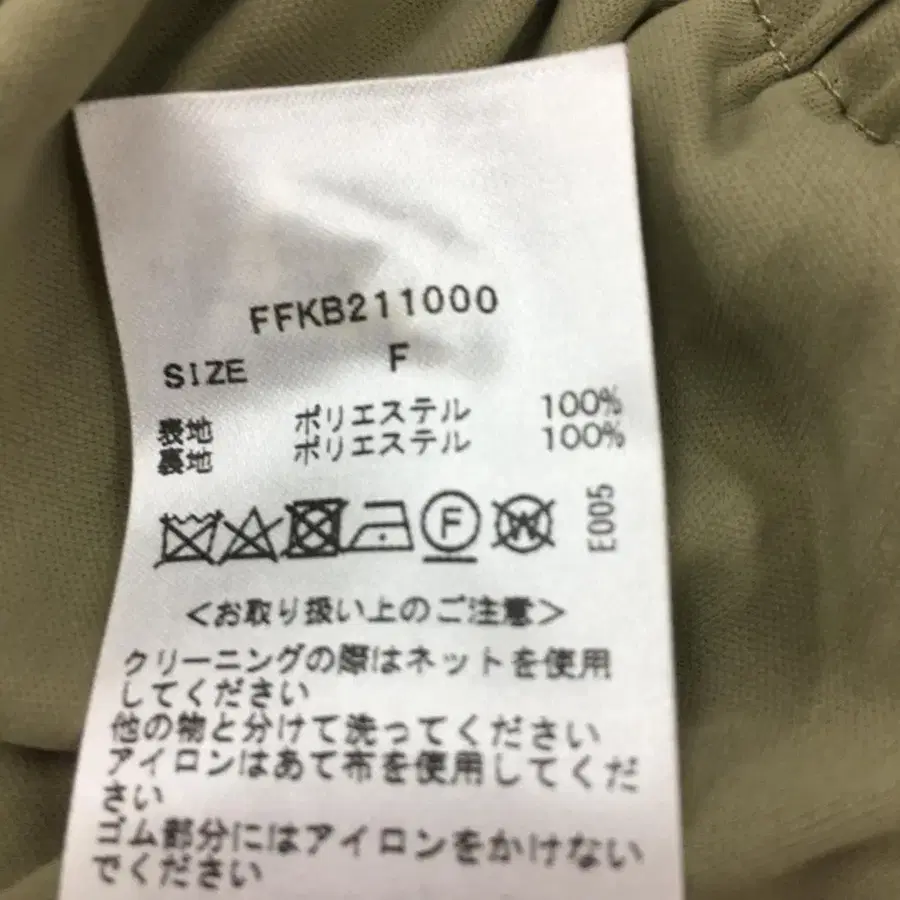 FFKB211000
SIZE F
表地 ポリエステル 100%
裏地 ポリエステル 100%
F W E005
<お取り扱い上のご注意>
クリーニングの際はネットを使用
してください
他の物と分けて洗ってください
アイロンはあて布を使用してくだ
さい
ゴム部分にはアイロンをかけない
でください